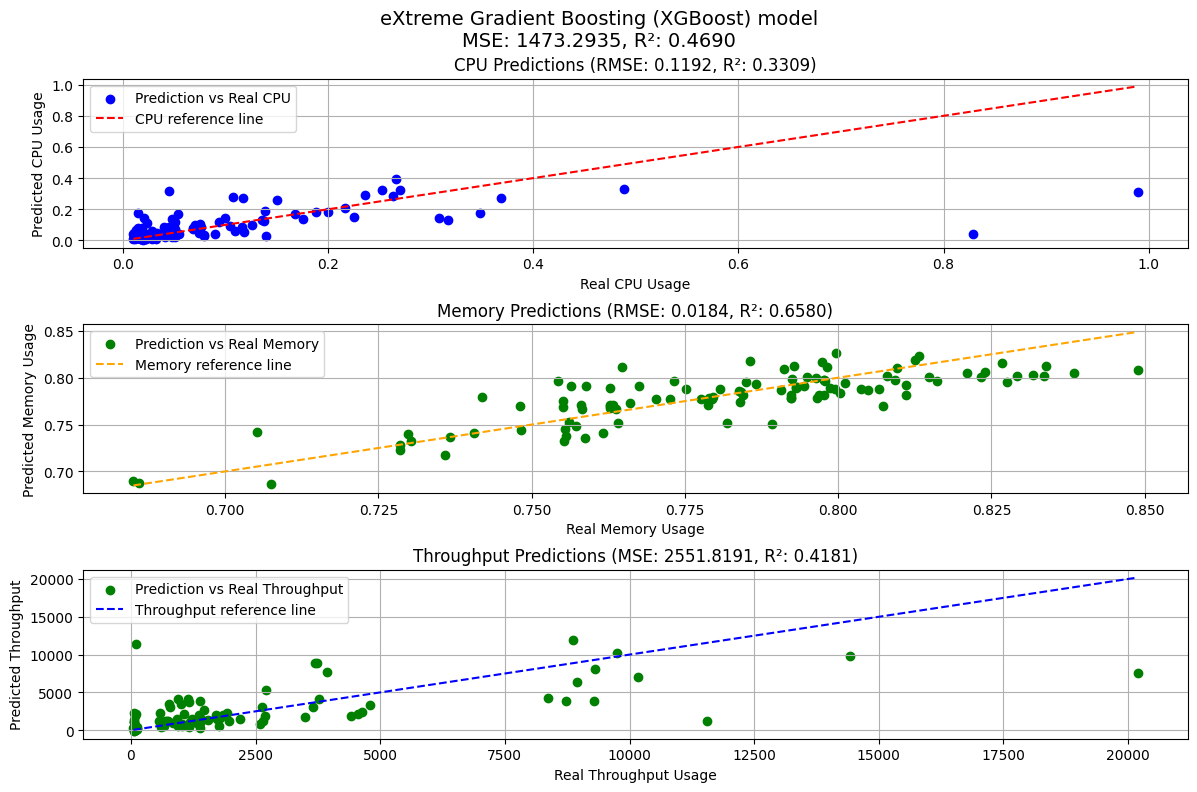 eXtreme Gradient Boosting (XGBoost) model
MSE: 1473.2935, R²: 0.4690
CPU Predictions (RMSE: 0.1192, R²: 0.3309)
Prediction vs Real CPU
CPU reference line
Predicted CPU Usage
1.0
0.8
0.6
0.4
0.2
0.0
0.0 0.2 0.4 0.6 0.8 1.0
Real CPU Usage
Memory Predictions (RMSE: 0.0184, R²: 0.6580)
Prediction vs Real Memory
Memory reference line
Predicted Memory Usage
0.85
0.80
0.75
0.70
0.700 0.725 0.750 0.775 0.800 0.825 0.850
Real Memory Usage
Throughput Predictions (MSE: 2551.8191, R²: 0.4181)
Prediction vs Real Throughput
Throughput reference line
Predicted Throughput
20000
15000
10000
5000
0
0 2500 5000 7500 10000 12500 15000 17500 20000
Real Throughput Usage